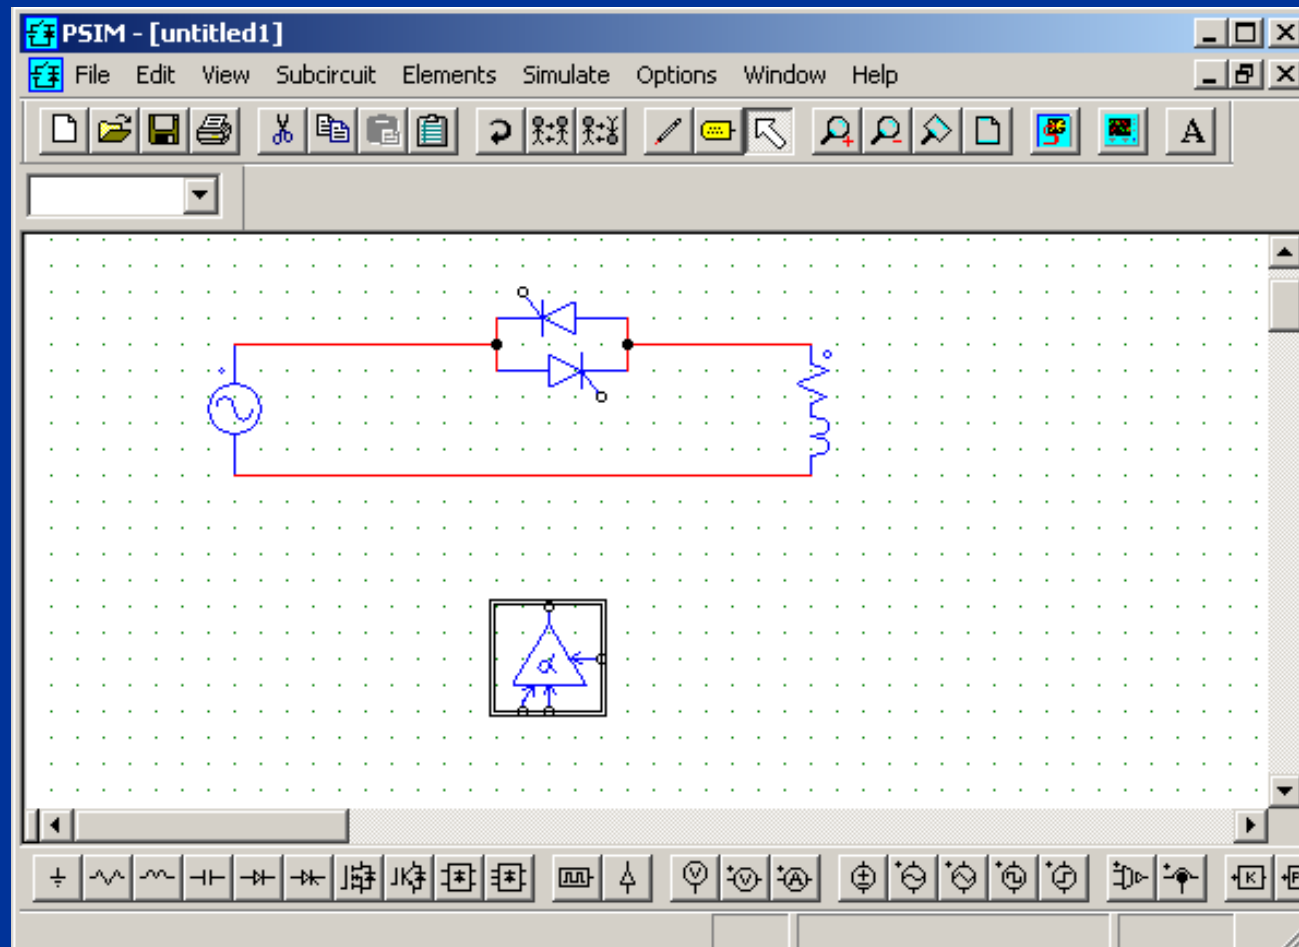 PSIM - [untitled1]
File Edit View Subcircuit Elements Simulate Options Window Help
A
α
V V A
K